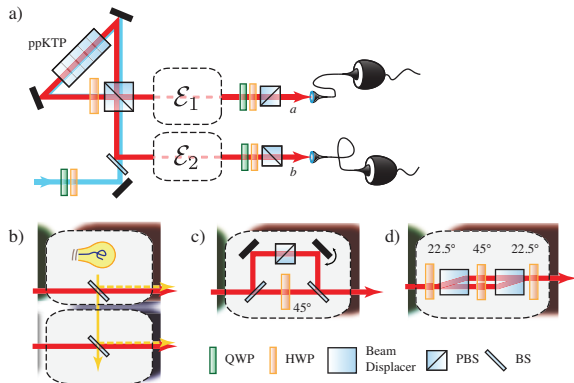 a)
ppKTP
ℰ1
a
ℰ2
b
b)
c)
45°
d)
22.5° 45° 22.5°
QWP HWP Beam Displacer PBS BS